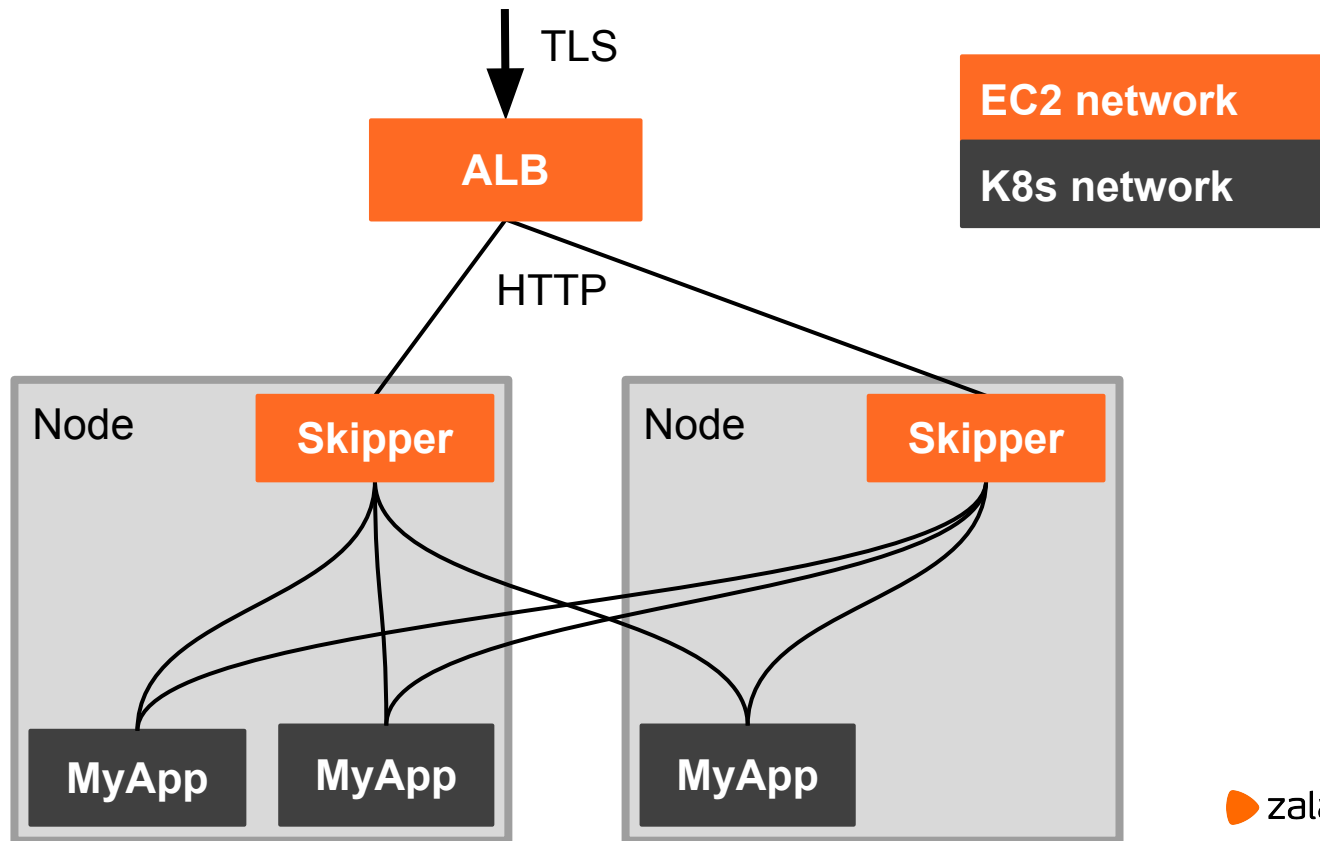 TLS
EC2 network
ALB
K8s network
HTTP
Node
Skipper
Node
Skipper
MyApp
MyApp
MyApp